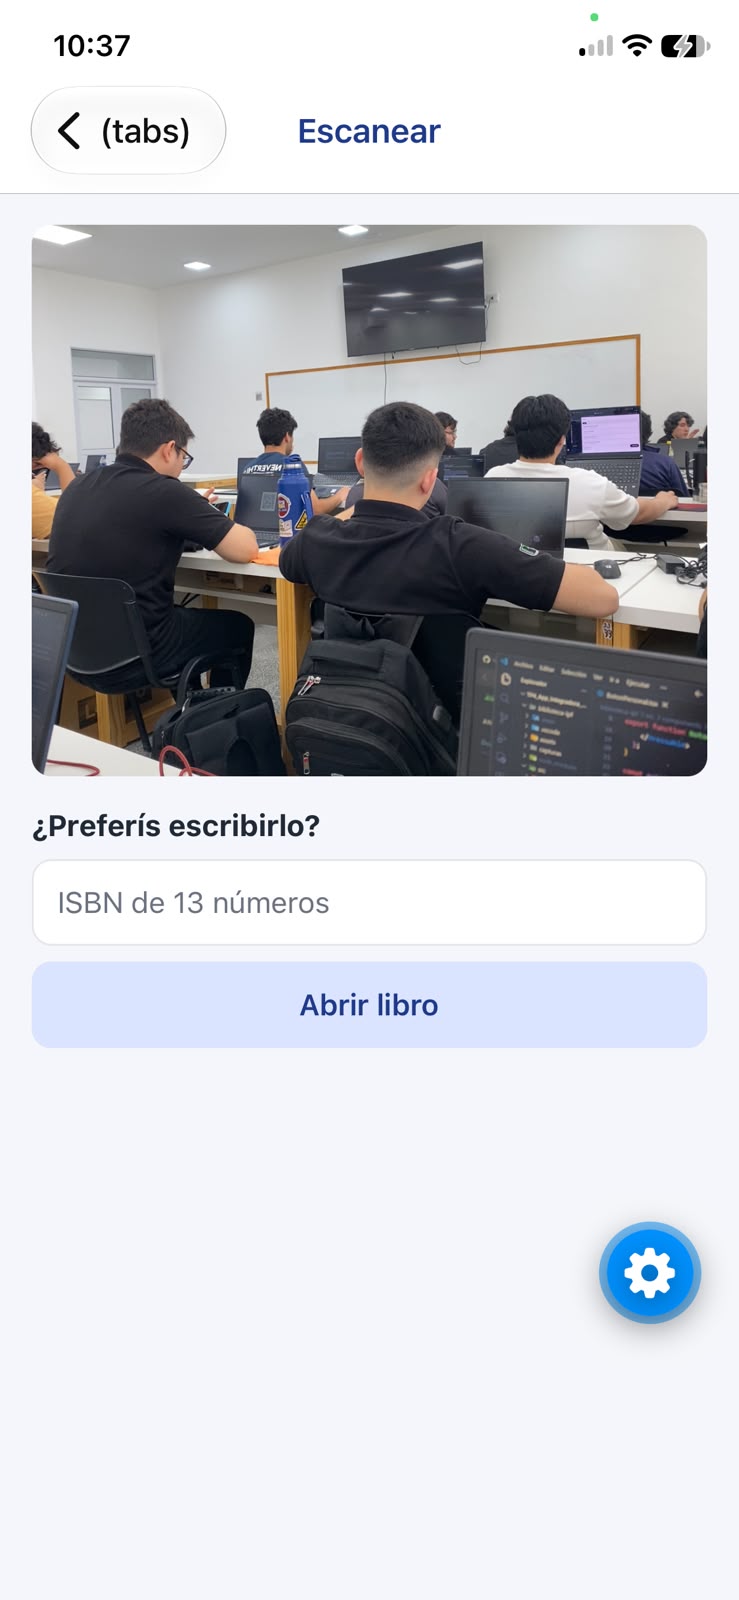 10:37
(tabs)
Escanear
¿Preferís escribirlo?
ISBN de 13 números
Abrir libro